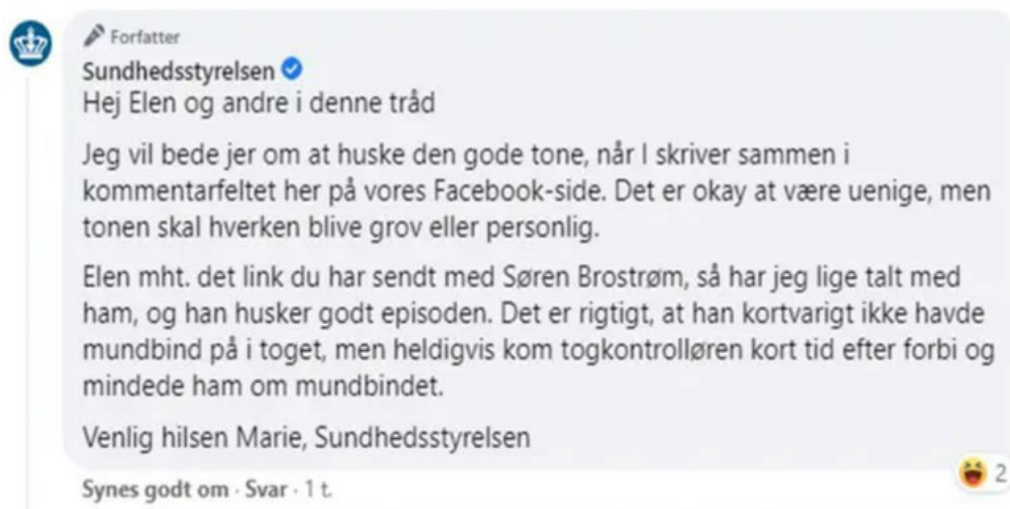 Forfatter
Sundhedsstyrelsen
Hej Elen og andre i denne tråd
Jeg vil bede jer om at huske den gode tone, når I skriver sammen i
kommentarfeltet her på vores Facebook-side. Det er okay at være uenige, men
tonen skal hverken blive grov eller personlig.
Elen mht. det link du har sendt med Søren Brostrøm, så har jeg lige talt med
ham, og han husker godt episoden. Det er rigtigt, at han kortvarigt ikke havde
mundbind på i toget, men heldigvis kom togkontrolløren kort tid efter forbi og
mindede ham om mundbindet.
Venlig hilsen Marie, Sundhedsstyrelsen
2
Synes godt om · Svar · 1 t.